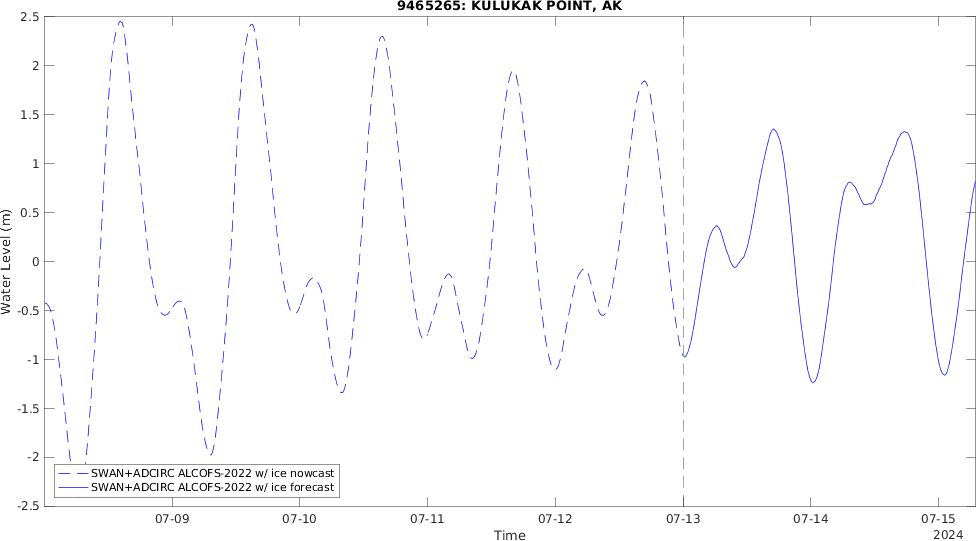 9465265: KULUKAK POINT, AK
2.5
2
1.5
1
0.5
0
-0.5
-1
-1.5
-2
-2.5
Water Level (m)
SWAN+ADCIRC ALCOFS-2022 w/ ice nowcast
SWAN+ADCIRC ALCOFS-2022 w/ ice forecast
07-09 07-10 07-11 07-12 07-13 07-14 07-15
Time
2024